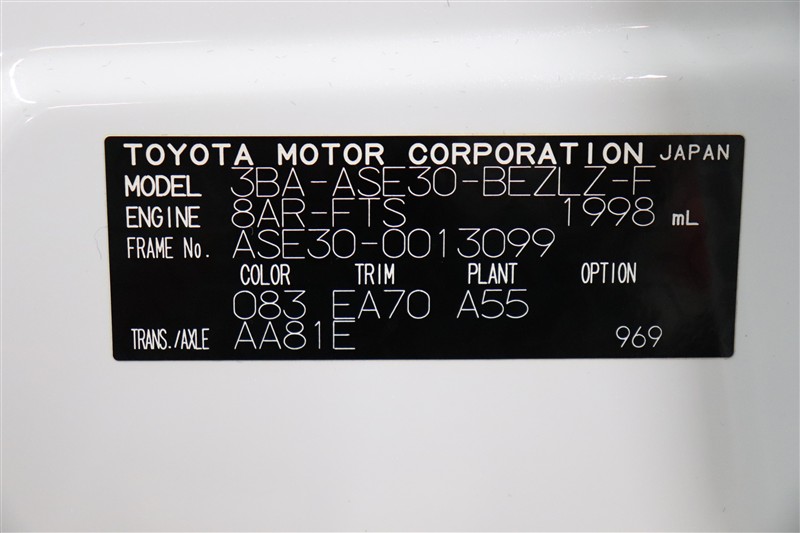 TOYOTA MOTOR CORPORATION JAPAN
MODEL 3BA-ASE30-BEZLZ-F
ENGINE 8AR-FTS 1998 mL
FRAME No. ASE30-0013099
COLOR TRIM PLANT OPTION
083 EA70 A55
TRANS./AXLE AA81E 969